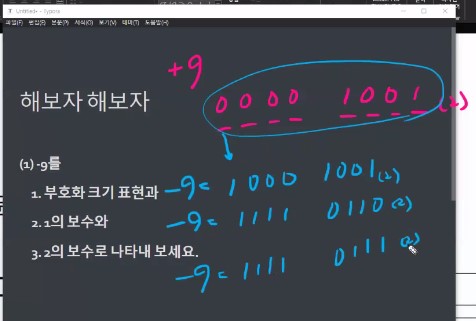 Untitled - Typora
파일(F) 편집(E) 문단(P) 서식(O) 보기(V) 테마(T) 도움말(H)
+9
0000 1001(2)
해보자 해보자
(1) -9를
1. 부호화 크기 표현과
-9= 1000 1001(2)
2. 1의 보수와
-9= 1111 0110(2)
3. 2의 보수로 나타내 보세요.
-9= 1111 0111(2)